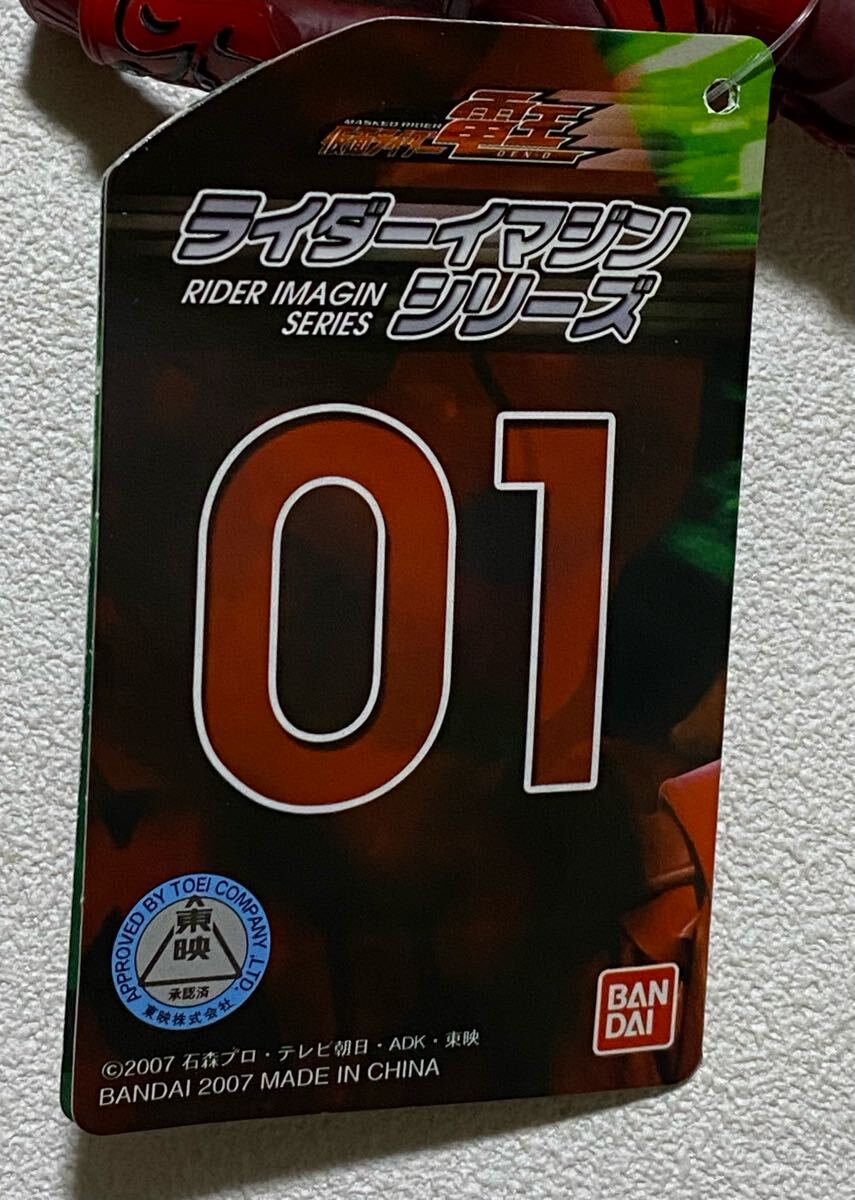 MASKED RIDER
仮面ライダー電王
DEN-O
ライダーイマジン
RIDER IMAGIN
SERIES
シリーズ
01
APPROVED BY TOEI COMPANY, LTD.
東映
承認済
東映株式会社
BAN
DAI
©2007 石森プロ・テレビ朝日・ADK・東映
BANDAI 2007 MADE IN CHINA